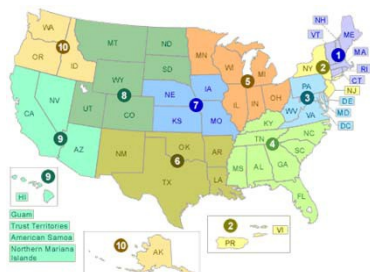 NH
VT
ME
WA
MT
ND
MN
1
10
OR
ID
WY
SD
WI
5
MI
NY
2
MA
RI
CT
NJ
PA
3
DE
MD
DC
NV
UT
8
CO
NE
IA
7
KS
MO
IL
IN
OH
WV
VA
KY
CA
9
AZ
NM
OK
6
AR
TN
4
NC
SC
MS
AL
GA
TX
LA
FL
9
HI
Guam
Trust Territories
American Samoa
Northern Mariana
Islands
10
AK
2
PR
VI